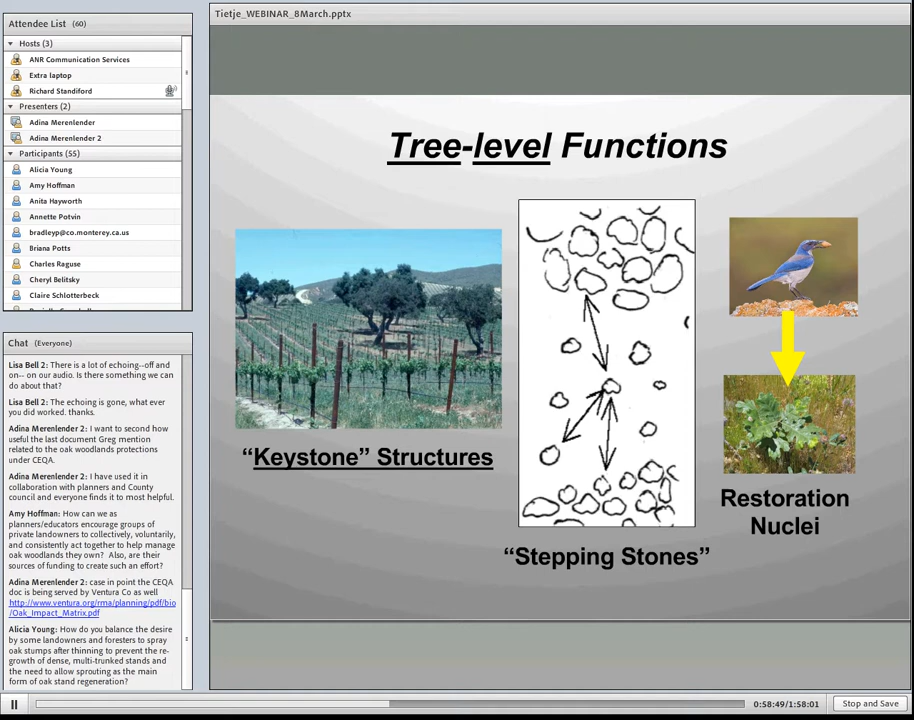 Attendee List (60)
Hosts (3)
ANR Communication Services
Extra laptop
Richard Standiford
Presenters (2)
Adina Merenlender
Adina Merenlender 2
Participants (55)
Alicia Young
Amy Hoffman
Anita Hayworth
Annette Potvin
bradleyp@co.monterey.ca.us
Briana Potts
Charles Raguse
Cheryl Belitsky
Claire Schlotterbeck
Chat (Everyone)
Lisa Bell 2: There is a lot of echoing--off and
on-- on our audio. Is there something we can
do about that?
Lisa Bell 2: The echoing is gone, what ever
you did worked. thanks.
Adina Merenlender 2: I want to second how
useful the last document Greg mention
related to the oak woodlands protections
under CEQA.
Adina Merenlender 2: I have used it in
collaboration with planners and County
council and everyone finds it to most helpful.
Amy Hoffman: How can we as
planners/educators encourage groups of
private landowners to collectively, voluntarily,
and consistently act together to help manage
oak woodlands they own? Also, are their
sources of funding to create such an effort?
Adina Merenlender 2: case in point the CEQA
doc is being served by Ventura Co as well
http://www.ventura.org/rma/planning/pdf/bio
/Oak_Impact_Matrix.pdf
Alicia Young: How do you balance the desire
by some landowners and foresters to spray
oak stumps after thinning to prevent the re-
growth of dense, multi-trunked stands and
the need to allow sprouting as the main
form of oak stand regeneration?
Tietje_WEBINAR_8March.pptx
Tree-level Functions
“Keystone” Structures
“Stepping Stones”
Restoration
Nuclei
0:58:49/1:58:01
Stop and Save